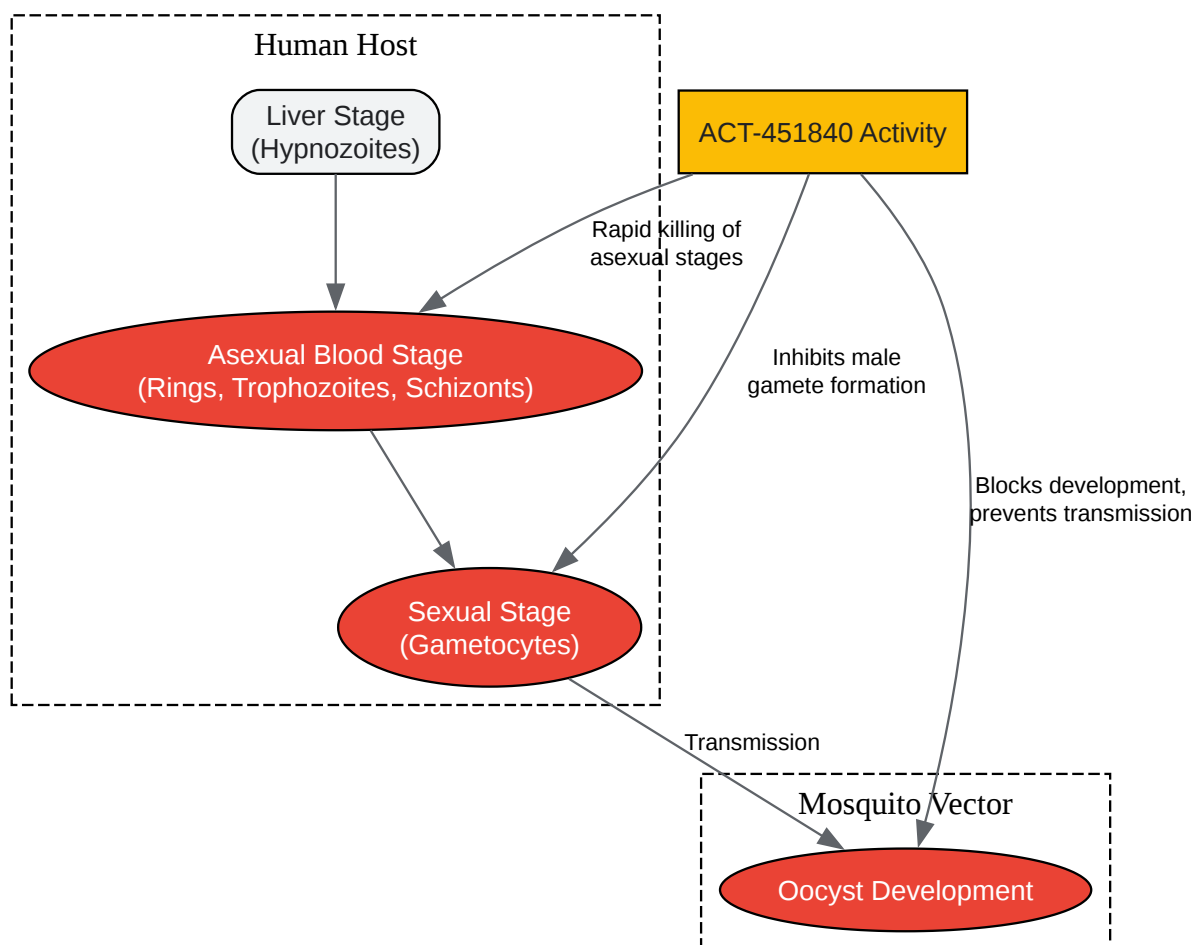 Human Host
Liver Stage
(Hypnozoites)
ACT-451840 Activity
Rapid killing of
asexual stages
Asexual Blood Stage
(Rings, Trophozoites, Schizonts)
Inhibits male
gamete formation
Blocks development,
prevents transmission
Sexual Stage
(Gametocytes)
Transmission
Mosquito Vector
Oocyst Development